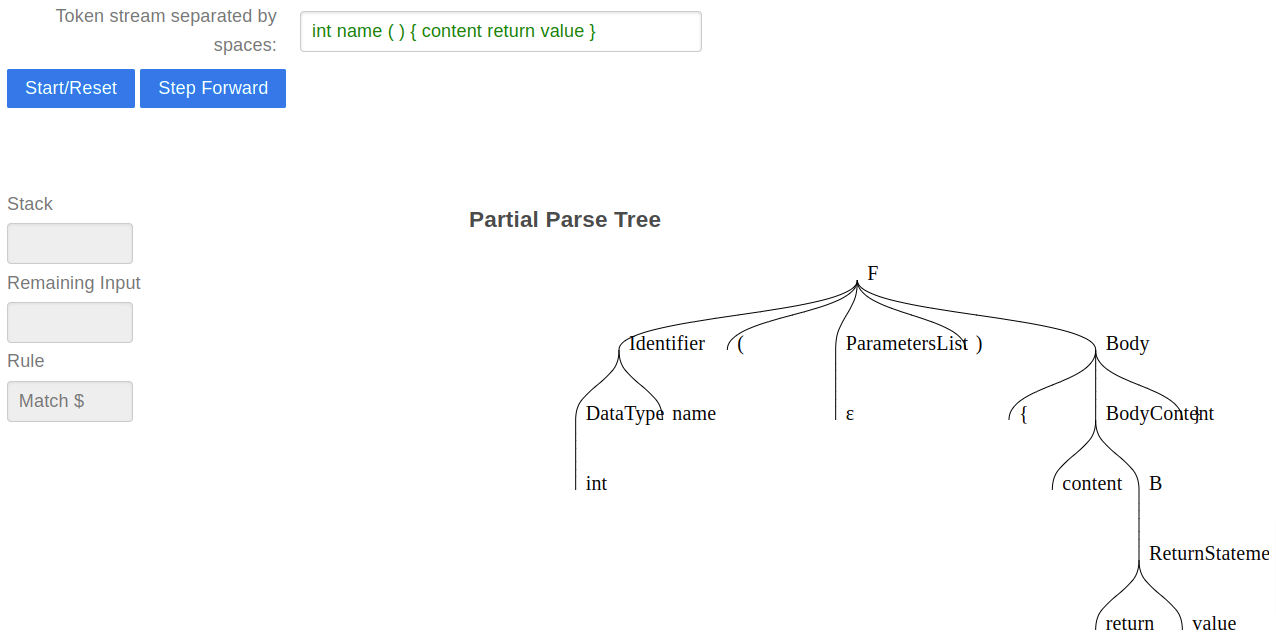 Token stream separated by
spaces:
int name ( ) { content return value }
Start/Reset Step Forward
Stack
Partial Parse Tree
Remaining Input
Rule
Match $
F
Identifier ( ParametersList ) Body
DataType name ε { BodyContent }
int content B
ReturnStateme
return value